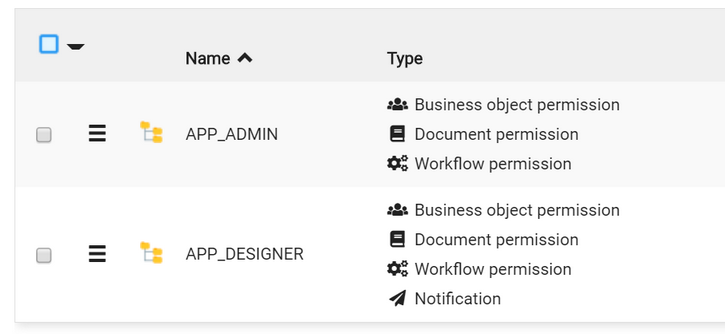 Name Type
Business object permission
APP_ADMIN Document permission
Workflow permission
Business object permission
Document permission
APP_DESIGNER
Workflow permission
Notification